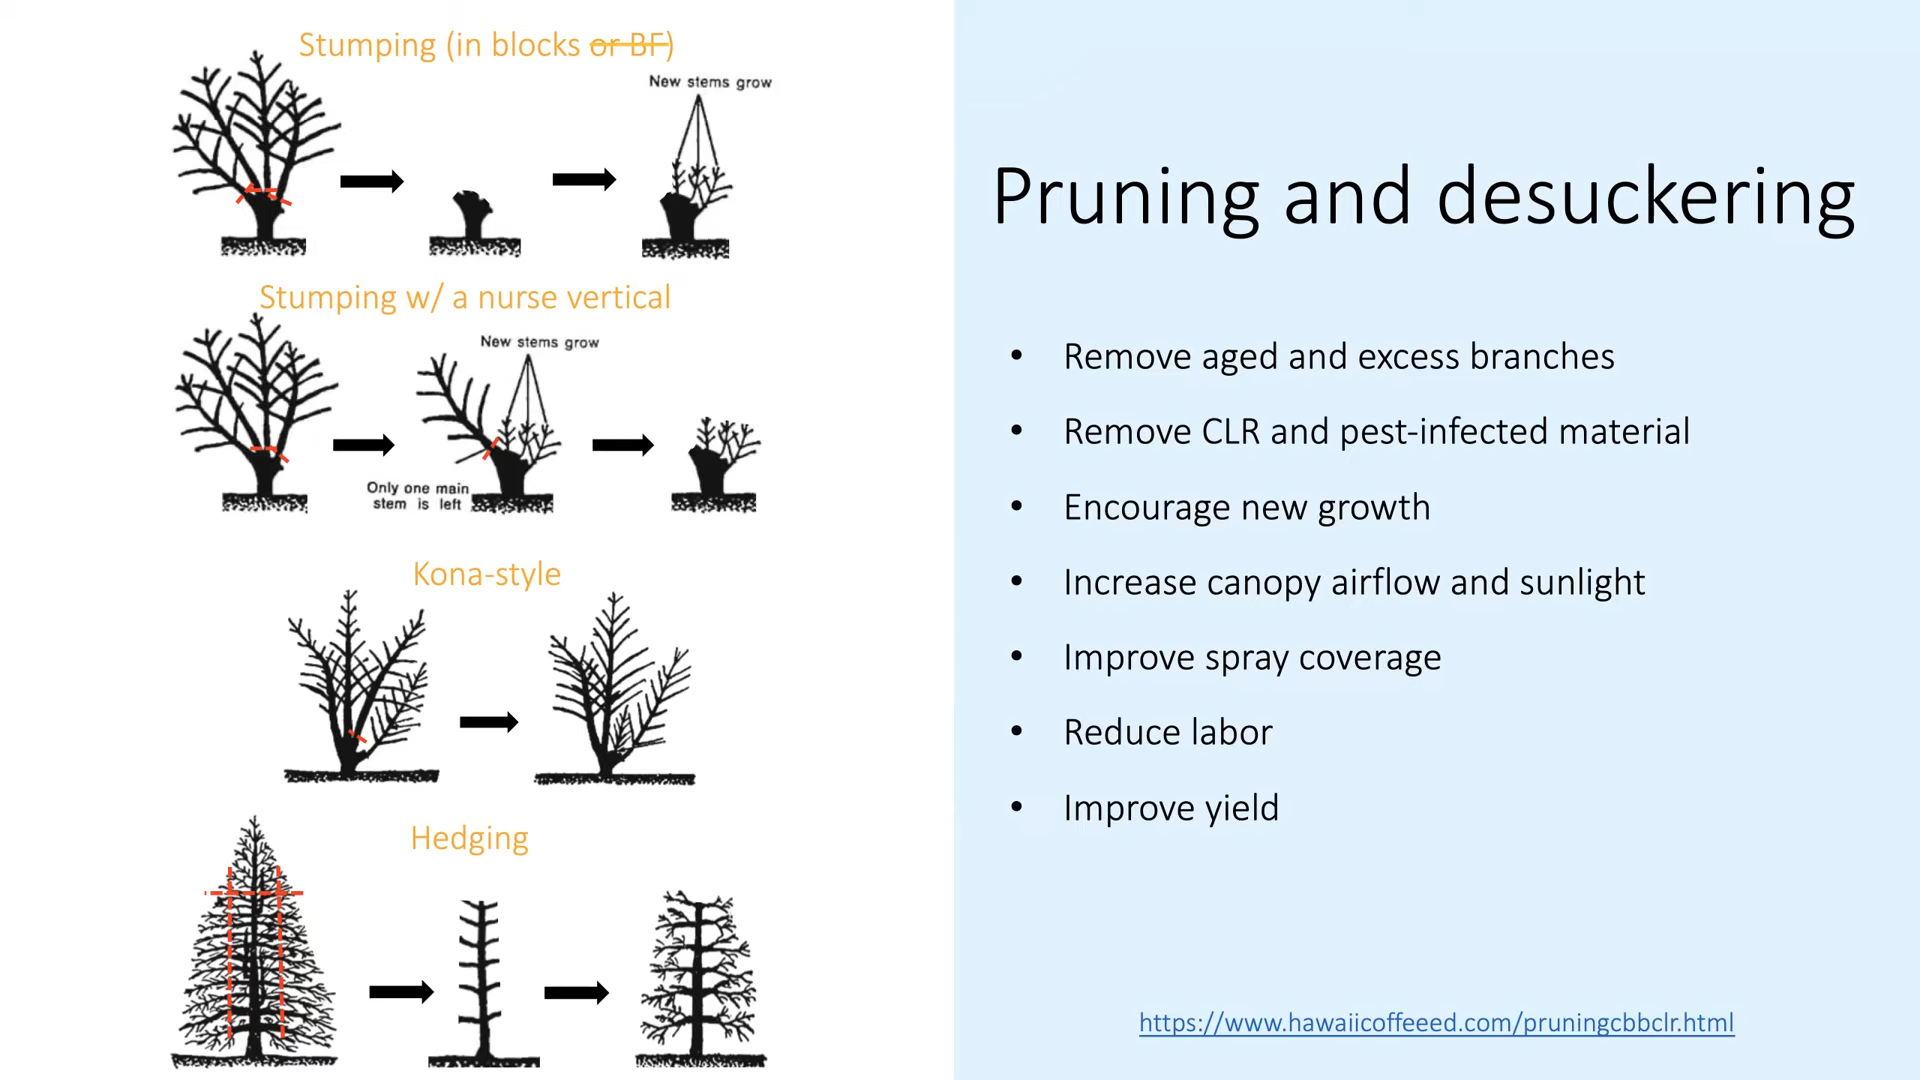 Stumping (in blocks or BF)
New stems grow
Stumping w/ a nurse vertical
New stems grow
Only one main
stem is left
Kona-style
Hedging
Pruning and desuckering
• Remove aged and excess branches
• Remove CLR and pest-infected material
• Encourage new growth
• Increase canopy airflow and sunlight
• Improve spray coverage
• Reduce labor
• Improve yield
https://www.hawaiicoffeeed.com/pruningcbbclr.html